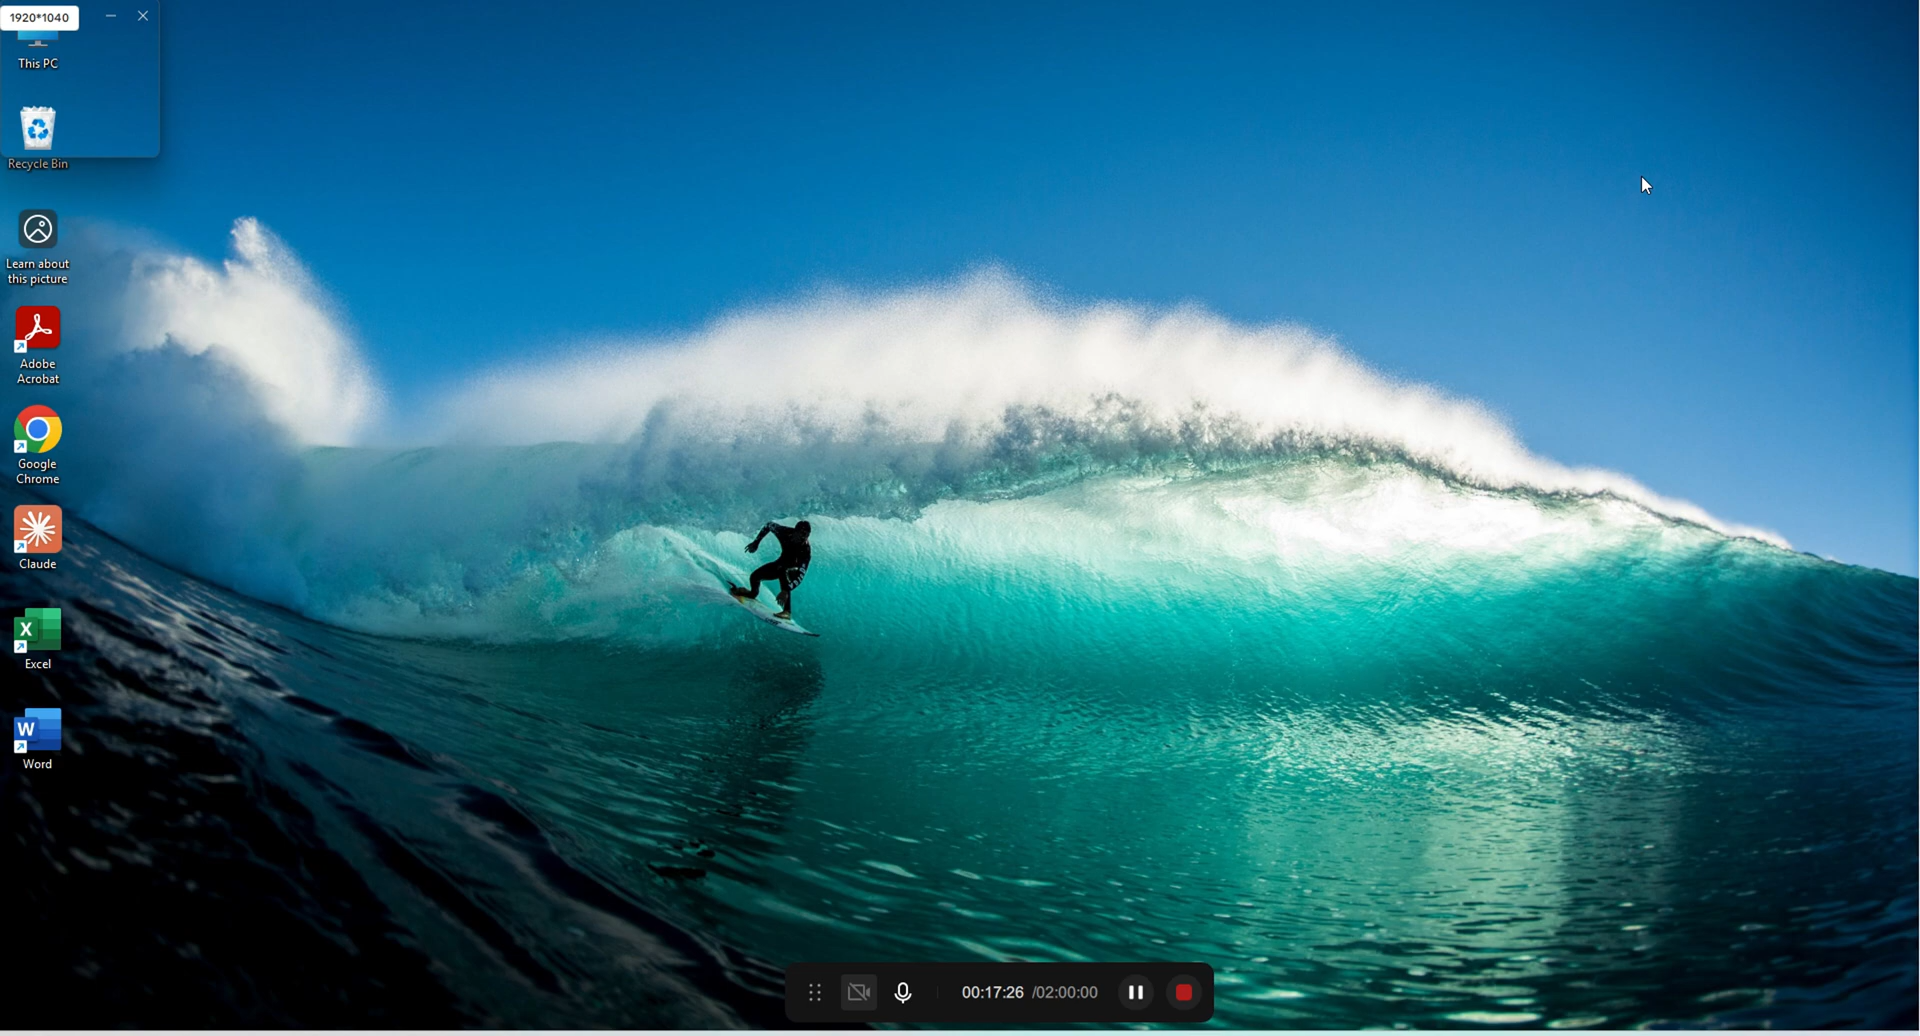 1920*1040
This PC
Recycle Bin
Learn about
this picture
Adobe
Acrobat
Google
Chrome
Claude
Excel
Word
00:17:26 /02:00:00